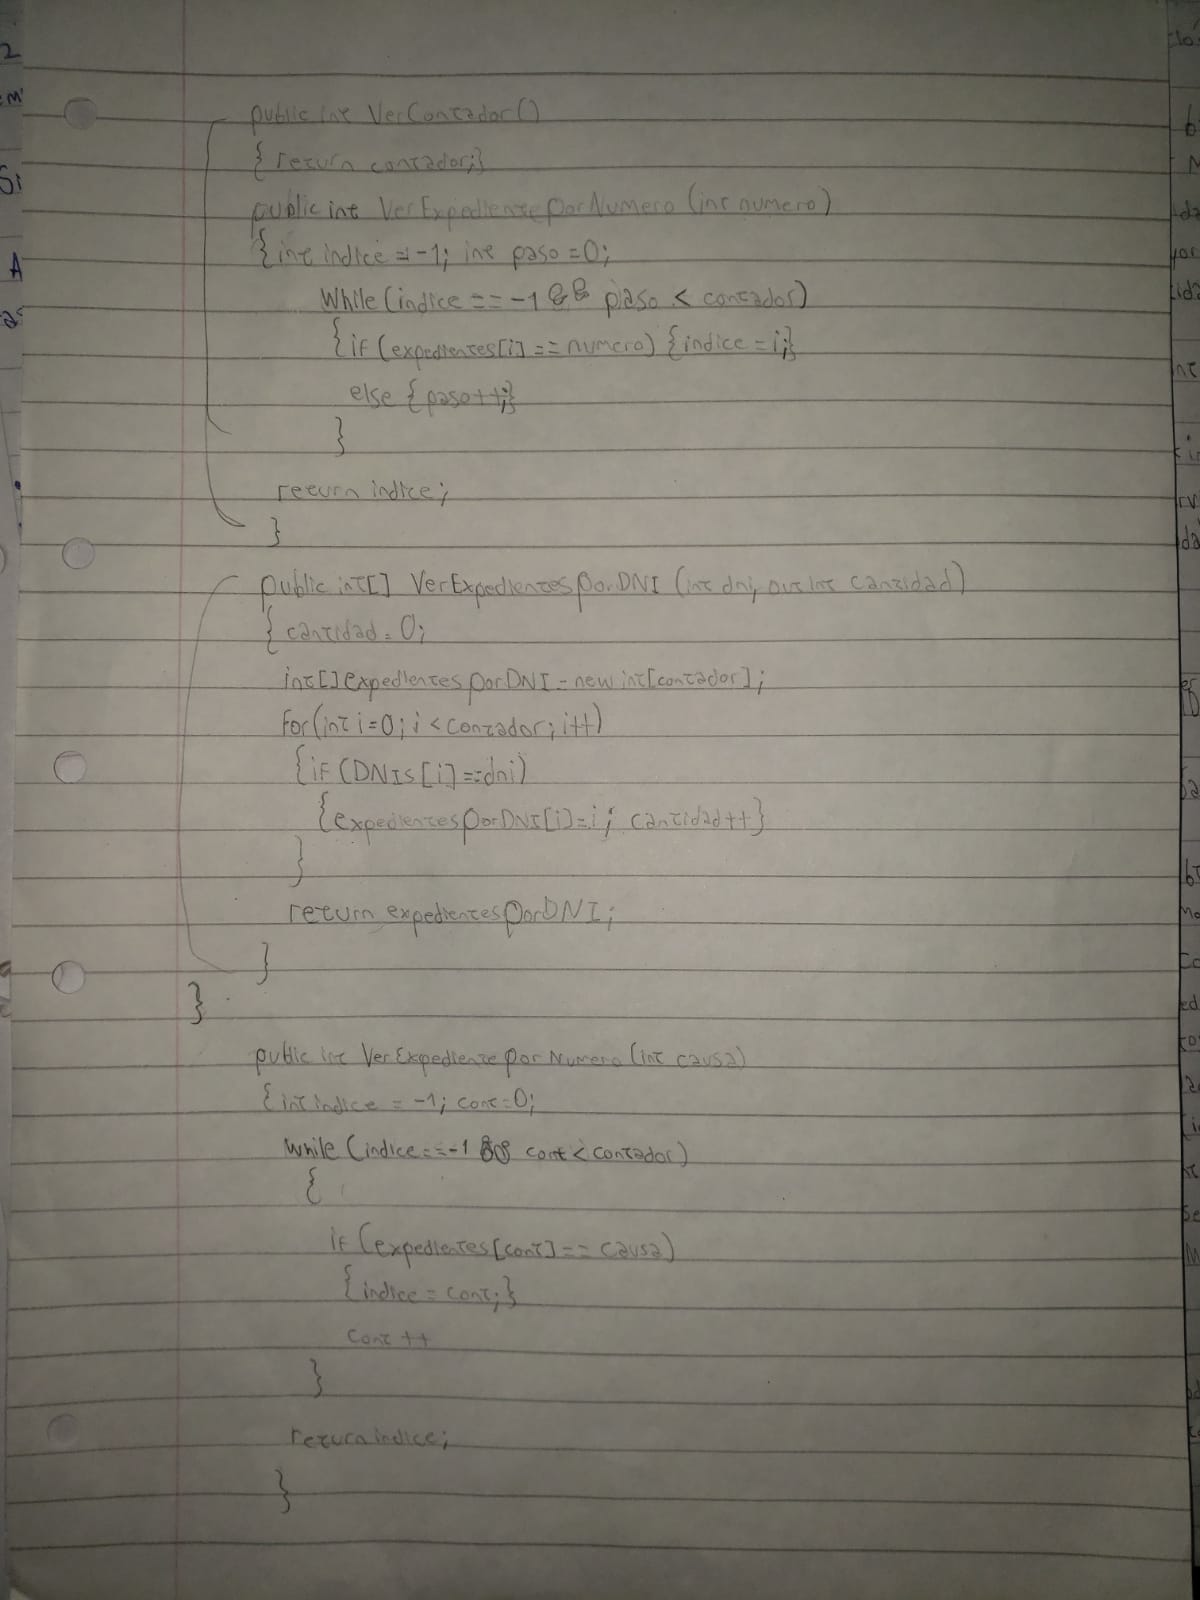 public int VerContador()
{ return contador;}
public int VerExpedientePorNumero (int numero)
{int indice = -1; int paso = 0;
While (indice == -1 && paso < contador)
{if (expedientes[i] == numero) {indice = i;}
else {paso++;}
}
return indice;
}
public int[] VerExpedientesPorDNI (int dni, out int cantidad)
{ cantidad = 0;
int[] expedientesPorDNI = new int[contador];
For (int i=0; i < contador; i++)
{if (DNIs[i] == dni)
{expedientesPorDNI[i]=i; cantidad++}
}
return expedientesPorDNI;
}
}
public int VerExpediente por Numero (int causa)
{int indice = -1; cont=0;
While (indice == -1 && cont < contador)
{
if (expedientes[cont] == causa)
{indice = cont;}
cont ++
}
return indice;
}